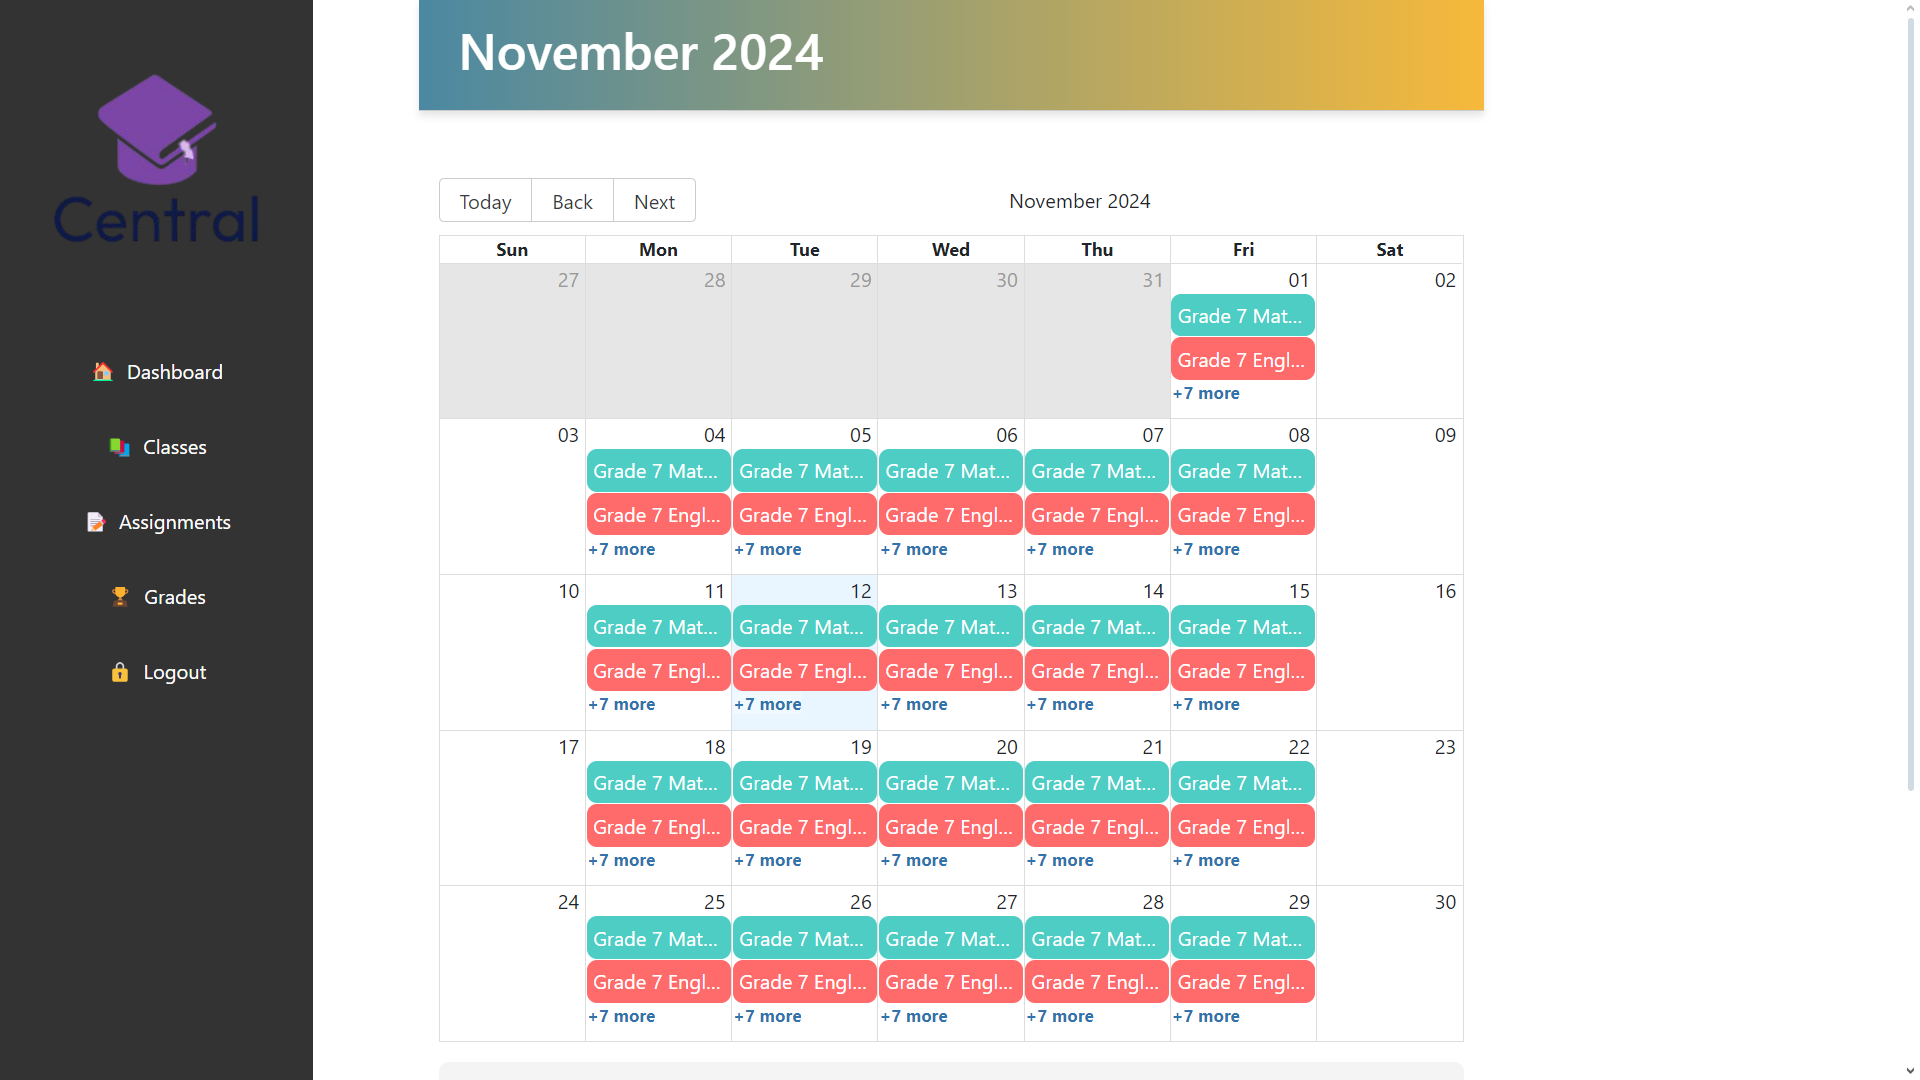 November 2024
Central
Dashboard
Classes
Assignments
Grades
Logout
Today Back Next November 2024
Sun Mon Tue Wed Thu Fri Sat
27 28 29 30 31 01 02
Grade 7 Mat...
Grade 7 Engl...
+7 more
03 04 05 06 07 08 09
Grade 7 Mat... Grade 7 Mat... Grade 7 Mat... Grade 7 Mat... Grade 7 Mat...
Grade 7 Engl... Grade 7 Engl... Grade 7 Engl... Grade 7 Engl... Grade 7 Engl...
+7 more +7 more +7 more +7 more +7 more
10 11 12 13 14 15 16
Grade 7 Mat... Grade 7 Mat... Grade 7 Mat... Grade 7 Mat... Grade 7 Mat...
Grade 7 Engl... Grade 7 Engl... Grade 7 Engl... Grade 7 Engl... Grade 7 Engl...
+7 more +7 more +7 more +7 more +7 more
17 18 19 20 21 22 23
Grade 7 Mat... Grade 7 Mat... Grade 7 Mat... Grade 7 Mat... Grade 7 Mat...
Grade 7 Engl... Grade 7 Engl... Grade 7 Engl... Grade 7 Engl... Grade 7 Engl...
+7 more +7 more +7 more +7 more +7 more
24 25 26 27 28 29 30
Grade 7 Mat... Grade 7 Mat... Grade 7 Mat... Grade 7 Mat... Grade 7 Mat...
Grade 7 Engl... Grade 7 Engl... Grade 7 Engl... Grade 7 Engl... Grade 7 Engl...
+7 more +7 more +7 more +7 more +7 more